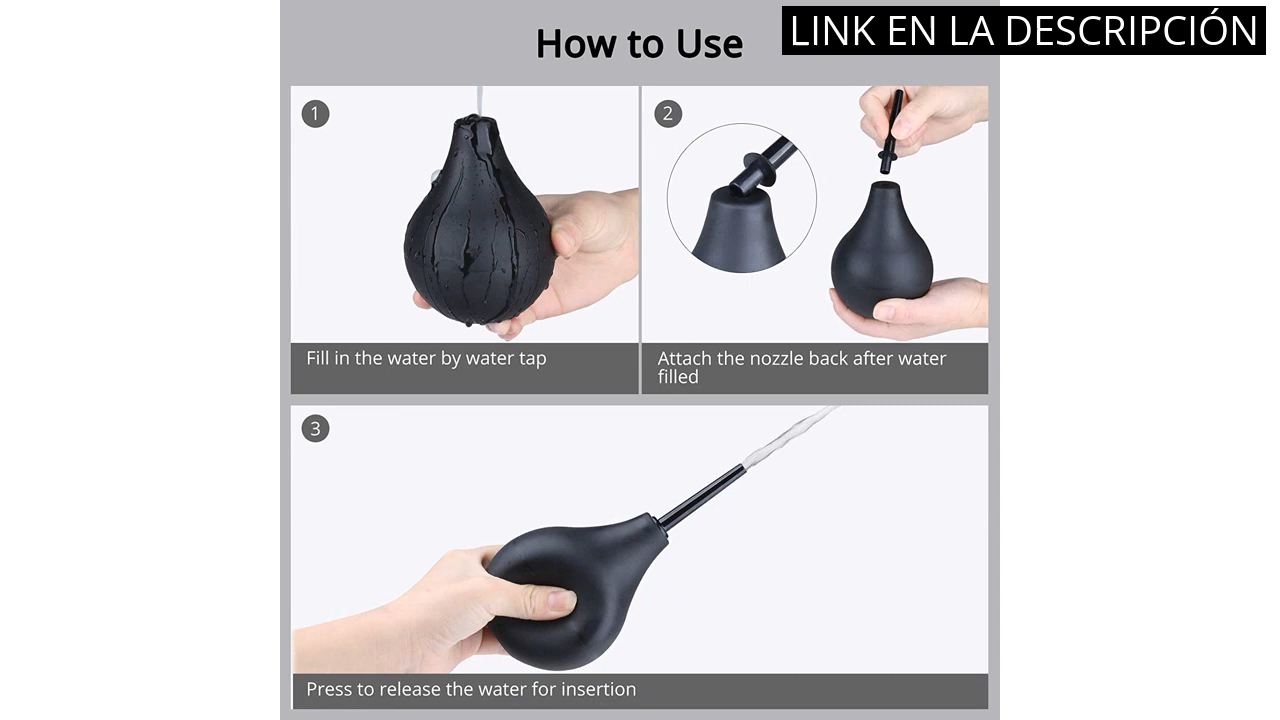 How to Use
LINK EN LA DESCRIPCIÓN
1
2
Fill in the water by water tap
Attach the nozzle back after water
filled
3
Press to release the water for insertion